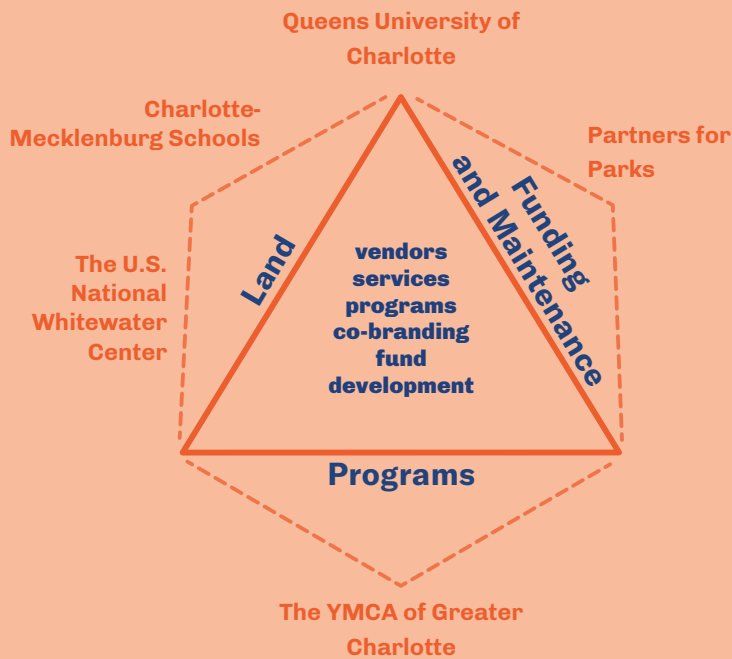 Queens University of
Charlotte
Charlotte-
Mecklenburg Schools
Partners for
Parks
The U.S.
National
Whitewater
Center
Land
Funding
and Maintenance
vendors
services
programs
co-branding
fund
development
Programs
The YMCA of Greater
Charlotte